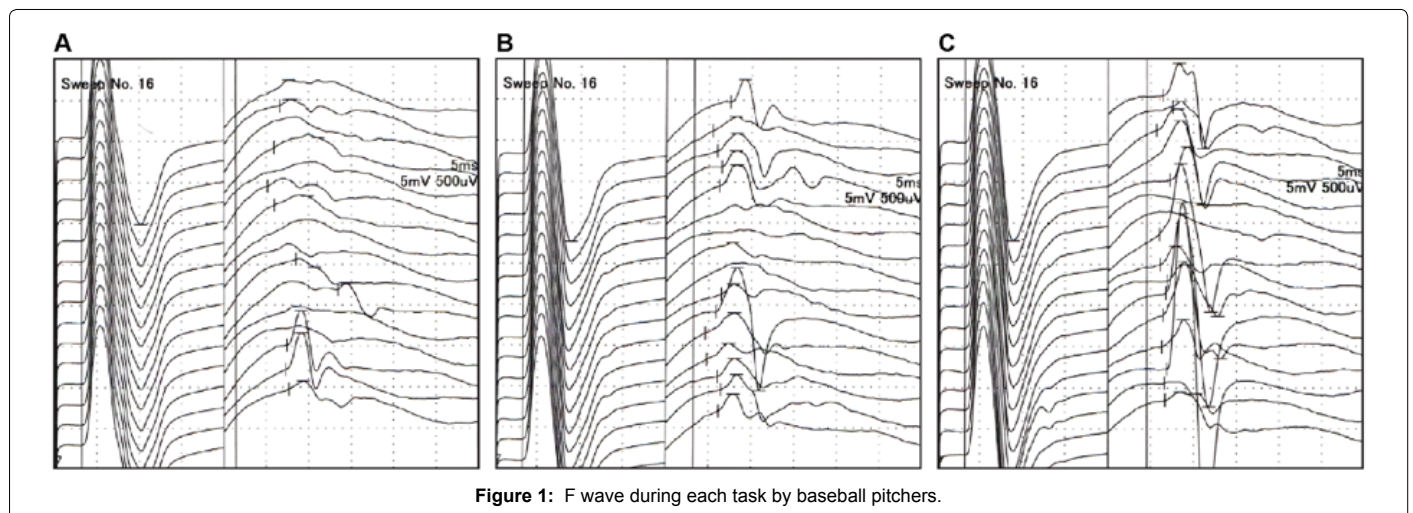 A B C
Sweep No. 16 Sweep No. 16 Sweep No. 16
5ms 5ms 5ms
5mV 500uV 5mV 500uV 5mV 500uV
Figure 1: F wave during each task by baseball pitchers.